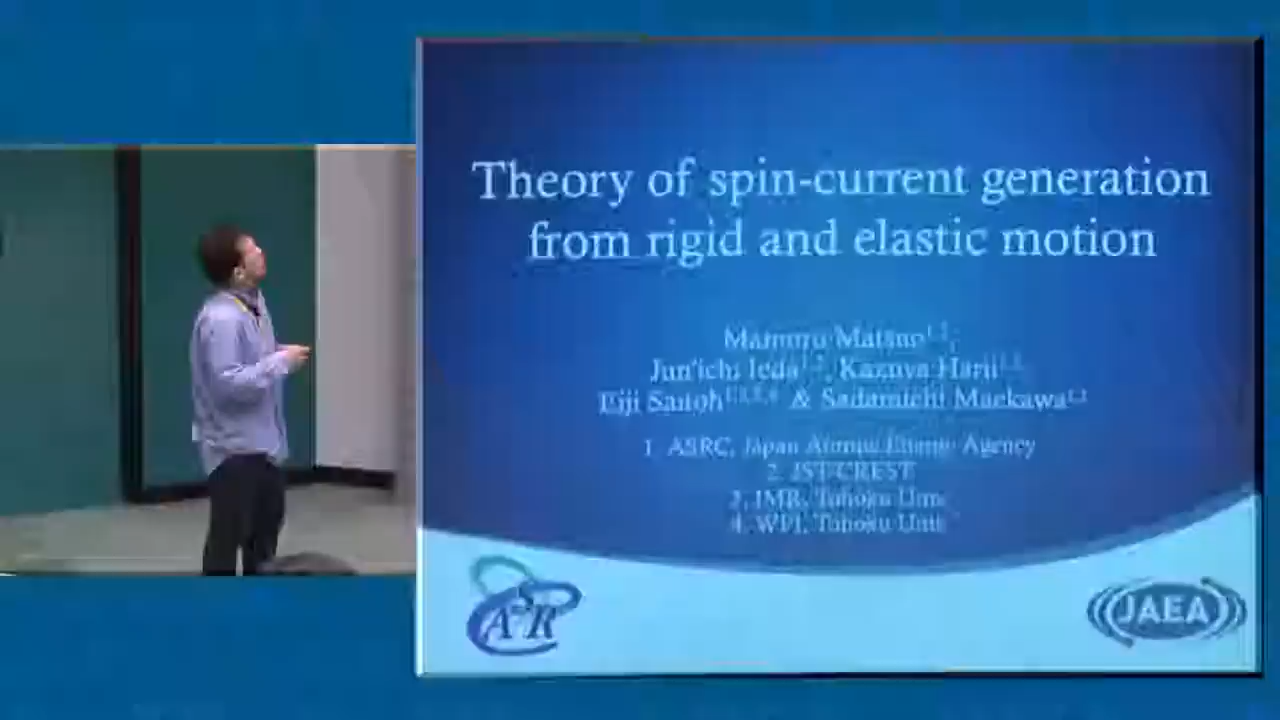 Theory of spin-current generation
from rigid and elastic motion
Mamoru Matsuo
Jun'ichi Ieda, Kazuya Harii
Eiji Saitoh & Sadamichi Maekawa
1. ASRC, Japan Atomic Energy Agency
2. JST-CREST
3. IMR, Tohoku Univ.
4. WPI, Tohoku Univ.
ASR
JAEA